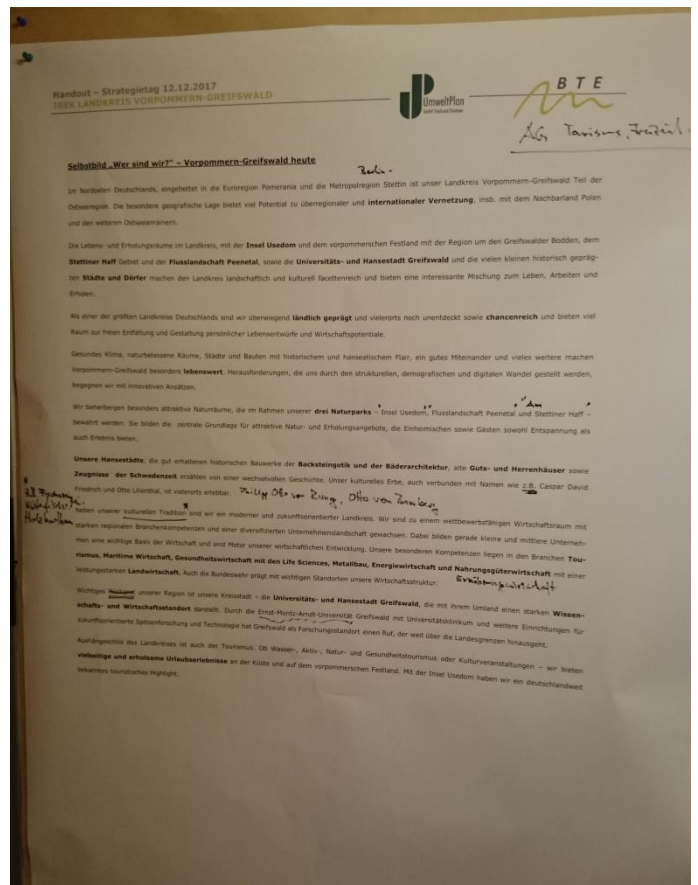 Handout – Strategietag 12.12.2017
IREK LANDKREIS VORPOMMERN-GREIFSWALD
UmweltPlan
BTE
AG Tourismus, Freizeit
Selbstbild „Wer sind wir?" – Vorpommern-Greifswald heute
Berlin -
Im Nordosten Deutschlands, eingebettet in die Euroregion Pomerania und die Metropolregion Stettin ist unser Landkreis Vorpommern-Greifswald Teil der
Ostseeregion. Die besondere geografische Lage bietet viel Potential zu überregionaler und internationaler Vernetzung, insb. mit dem Nachbarland Polen
und den weiteren Ostseeanrainern.
Die Lebens- und Erholungsräume im Landkreis, mit der Insel Usedom und dem vorpommerschen Festland mit der Region um den Greifswalder Bodden, dem
Stettiner Haff Gebiet und der Flusslandschaft Peenetal, sowie die Universitäts- und Hansestadt Greifswald und die vielen kleinen historisch gepräg-
ten Städte und Dörfer machen den Landkreis landschaftlich und kulturell facettenreich und bieten eine interessante Mischung zum Leben, Arbeiten und
Erholen.
Als einer der größten Landkreise Deutschlands sind wir überwiegend ländlich geprägt und vielerorts noch unentdeckt sowie chancenreich und bieten viel
Raum zur freien Entfaltung und Gestaltung persönlicher Lebensentwürfe und Wirtschaftspotentiale.
Gesundes Klima, naturbelassene Räume, Städte und Bauten mit historischem und hanseatischem Flair, ein gutes Miteinander und vieles weitere machen
Vorpommern-Greifswald besonders lebenswert. Herausforderungen, die uns durch den strukturellen, demografischen und digitalen Wandel gestellt werden,
begegnen wir mit innovativen Ansätzen.
"Am
Wir beherbergen besonders attraktive Naturräume, die im Rahmen unserer drei Naturparks – Insel Usedom, Flusslandschaft Peenetal und Stettiner Haff –
bewahrt werden. Sie bilden die zentrale Grundlage für attraktive Natur- und Erholungsangebote, die Einheimischen sowie Gästen sowohl Entspannung als
auch Erlebnis bieten.
Unsere Hansestädte, die gut erhaltenen historischen Bauwerke der Backsteingotik und der Bäderarchitektur, alte Guts- und Herrenhäuser sowie
Zeugnisse der Schwedenzeit erzählen von einer wechselvollen Geschichte. Unser kulturelles Erbe, auch verbunden mit Namen wie z.B. Caspar David
Friedrich und Otto Lilienthal, ist vielerorts erlebbar. Philipp Otto von Runge, Otto von
z.B. Fischerei
Neben unserer kulturellen Tradition sind wir ein moderner und zukunftsorientierter Landkreis. Wir sind zu einem wettbewerbsfähigen Wirtschaftsraum mit
starken regionalen Branchenkompetenzen und einer diversifizierten Unternehmenslandschaft gewachsen. Dabei bilden gerade kleine und mittlere Unterneh-
men eine wichtige Basis der Wirtschaft und sind Motor unserer wirtschaftlichen Entwicklung. Unsere besonderen Kompetenzen liegen in den Branchen Tou-
rismus, Maritime Wirtschaft, Gesundheitswirtschaft mit den Life Sciences, Metallbau, Energiewirtschaft und Nahrungsgüterwirtschaft mit einer
leistungsstarken Landwirtschaft. Auch die Bundeswehr prägt mit wichtigen Standorten unsere Wirtschaftsstruktur. Ernährungswirtschaft
Wichtiges unserer Region ist unsere Kreisstadt – die Universitäts- und Hansestadt Greifswald, die mit ihrem Umland einen starken Wissen-
schafts- und Wirtschaftsstandort darstellt. Durch die Ernst-Moritz-Arndt-Universität Greifswald mit Universitätsklinikum und weitere Einrichtungen für
zukunftsorientierte Spitzenforschung und Technologie hat Greifswald als Forschungsstandort einen Ruf, der weit über die Landesgrenzen hinausgeht.
Aushängeschild des Landkreises ist auch der Tourismus. Ob Wasser-, Aktiv-, Natur- und Gesundheitstourismus oder Kulturveranstaltungen – wir bieten
vielseitige und erholsame Urlaubserlebnisse an der Küste und auf dem vorpommerschen Festland. Mit der Insel Usedom haben wir ein deutschlandweit
bekanntes touristisches Highlight.